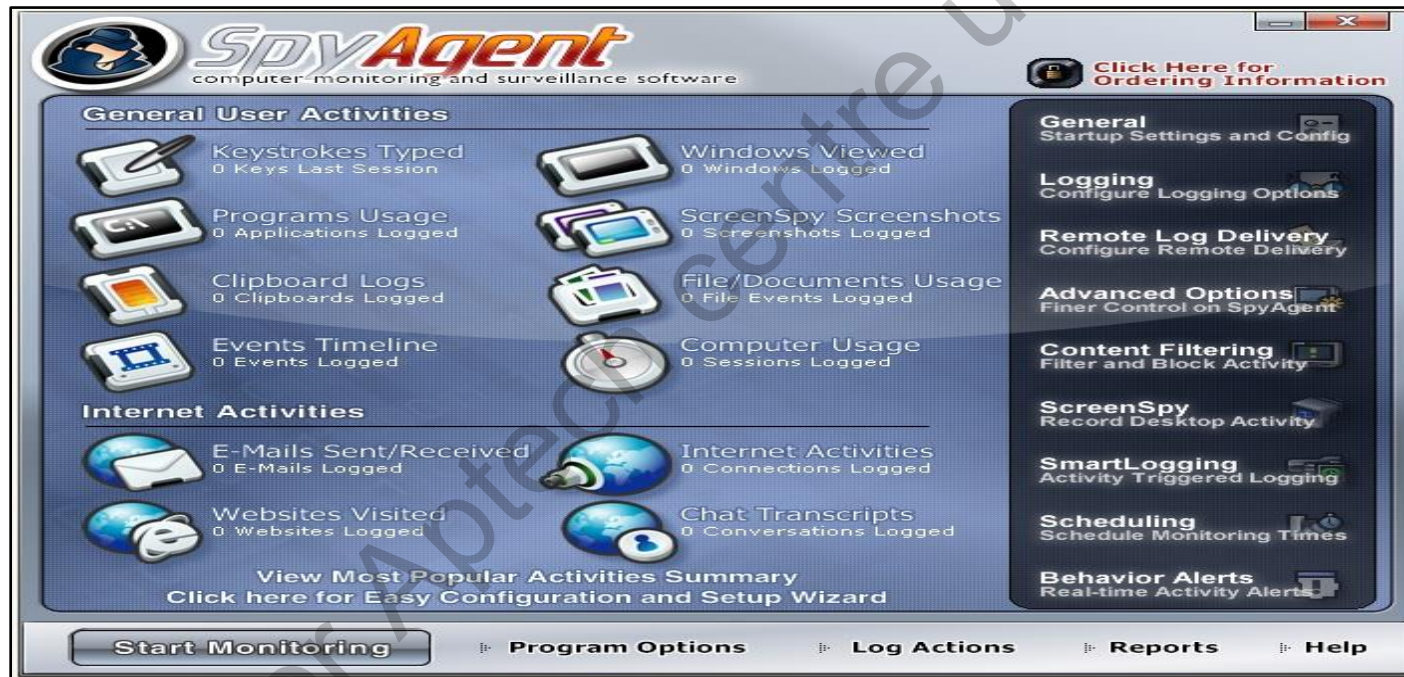 SpyAgent
computer monitoring and surveillance software
Click Here for
Ordering Information
General User Activities
Keystrokes Typed
0 Keys Last Session
Windows Viewed
0 Windows Logged
Programs Usage
0 Applications Logged
ScreenSpy Screenshots
0 Screenshots Logged
Clipboard Logs
0 Clipboards Logged
File/Documents Usage
0 File Events Logged
Events Timeline
0 Events Logged
Computer Usage
0 Sessions Logged
Internet Activities
E-Mails Sent/Received
0 E-Mails Logged
Internet Activities
0 Connections Logged
Websites Visited
0 Websites Logged
Chat Transcripts
0 Conversations Logged
View Most Popular Activities Summary
Click here for Easy Configuration and Setup Wizard
General
Startup Settings and Config
Logging
Configure Logging Options
Remote Log Delivery
Configure Remote Delivery
Advanced Options
Finer Control on SpyAgent
Content Filtering
Filter and Block Activity
ScreenSpy
Record Desktop Activity
SmartLogging
Activity Triggered Logging
Scheduling
Schedule Monitoring Times
Behavior Alerts
Real-time Activity Alerts
Start Monitoring
Program Options
Log Actions
Reports
Help
C:\
Aptech centre